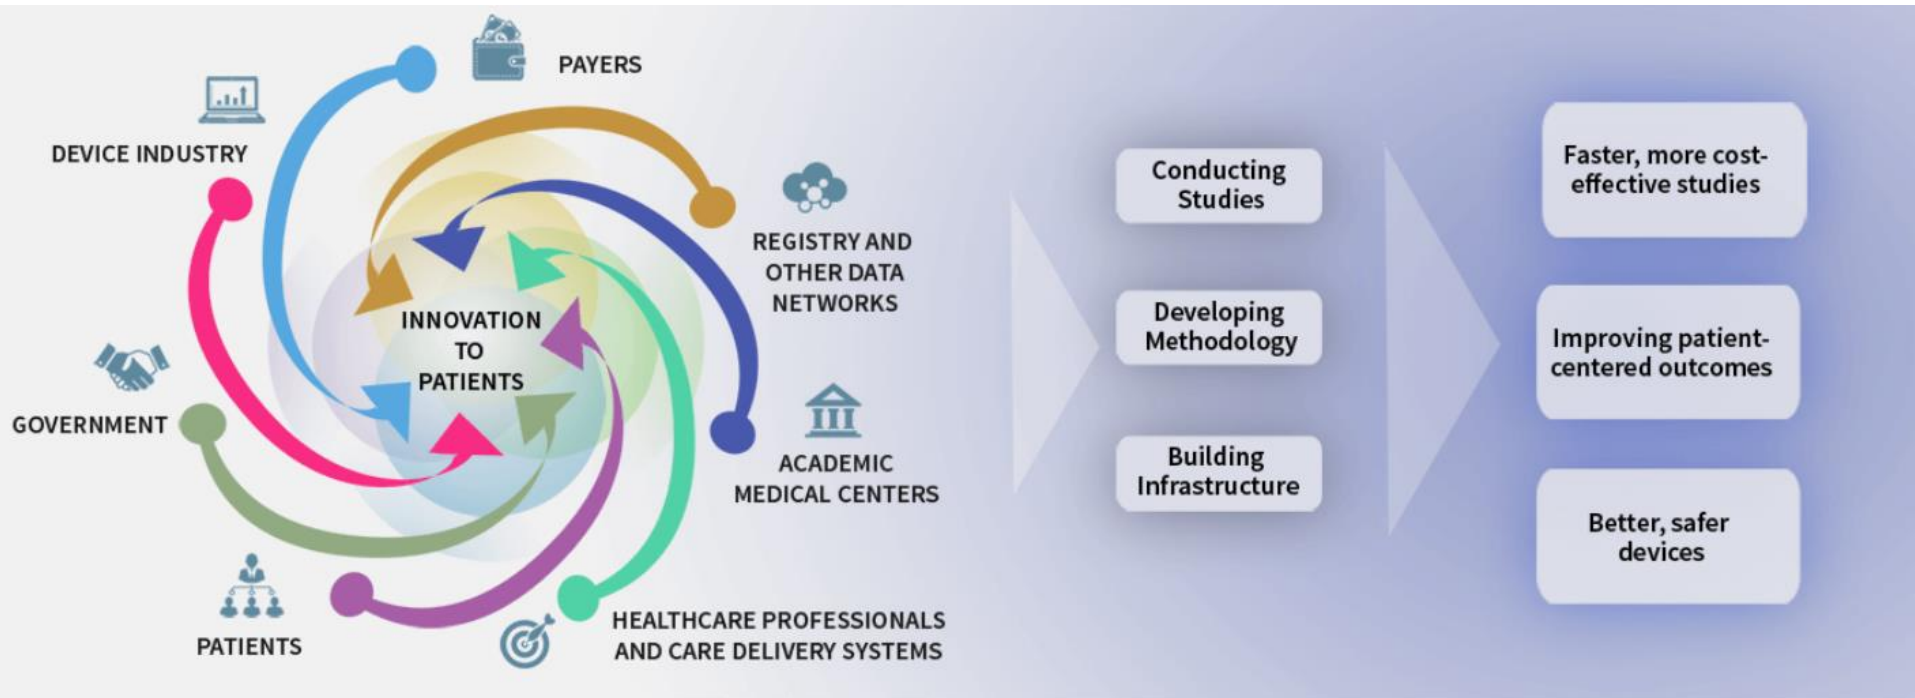 PAYERS
DEVICE INDUSTRY
REGISTRY AND
OTHER DATA
NETWORKS
INNOVATION
TO
PATIENTS
GOVERNMENT
ACADEMIC
MEDICAL CENTERS
PATIENTS
HEALTHCARE PROFESSIONALS
AND CARE DELIVERY SYSTEMS
Conducting
Studies
Developing
Methodology
Building
Infrastructure
Faster, more cost-
effective studies
Improving patient-
centered outcomes
Better, safer
devices